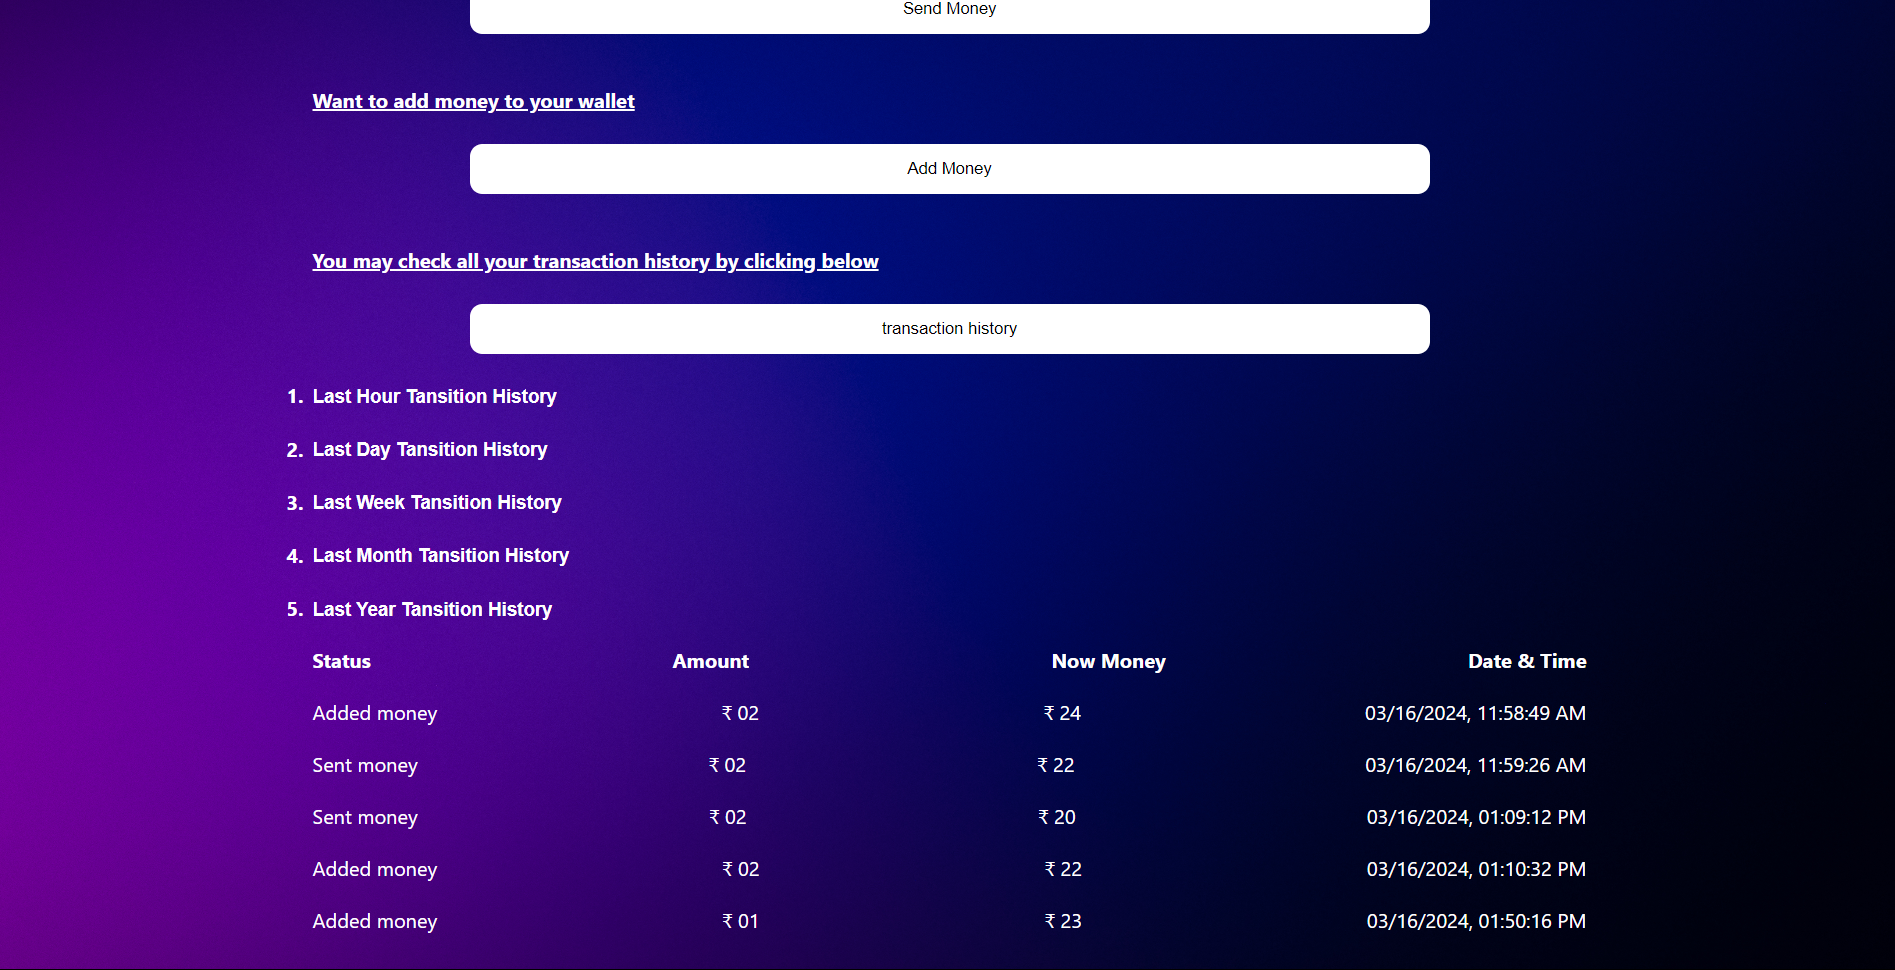 Send Money
Want to add money to your wallet
Add Money
You may check all your transaction history by clicking below
transaction history
1. Last Hour Tansition History
2. Last Day Tansition History
3. Last Week Tansition History
4. Last Month Tansition History
5. Last Year Tansition History
Status Amount Now Money Date & Time
Added money ₹ 02 ₹ 24 03/16/2024, 11:58:49 AM
Sent money ₹ 02 ₹ 22 03/16/2024, 11:59:26 AM
Sent money ₹ 02 ₹ 20 03/16/2024, 01:09:12 PM
Added money ₹ 02 ₹ 22 03/16/2024, 01:10:32 PM
Added money ₹ 01 ₹ 23 03/16/2024, 01:50:16 PM